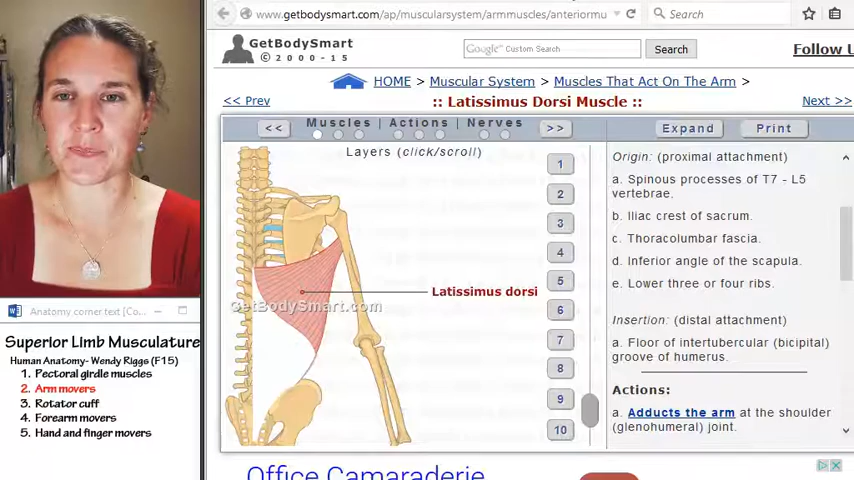 www.getbodysmart.com/ap/muscularsystem/armmuscles/anteriormu
Search
GetBodySmart
© 2000-15
Google™ Custom Search
Search
Follow U
HOME > Muscular System > Muscles That Act On The Arm >
<< Prev
:: Latissimus Dorsi Muscle ::
Next >>
<<
Muscles | Actions | Nerves
>>
Expand
Print
Layers (click/scroll)
1
2
3
4
5
6
7
8
9
10
Latissimus dorsi
GetBodySmart.com
Origin: (proximal attachment)
a. Spinous processes of T7 - L5
vertebrae.
b. Iliac crest of sacrum.
c. Thoracolumbar fascia.
d. Inferior angle of the scapula.
e. Lower three or four ribs.
Insertion: (distal attachment)
a. Floor of intertubercular (bicipital)
groove of humerus.
Actions:
a. Adducts the arm at the shoulder
(glenohumeral) joint.
Anatomy corner text [Co...
Superior Limb Musculature
Human Anatomy- Wendy Riggs (F15)
1. Pectoral girdle muscles
2. Arm movers
3. Rotator cuff
4. Forearm movers
5. Hand and finger movers
Office Camaraderie